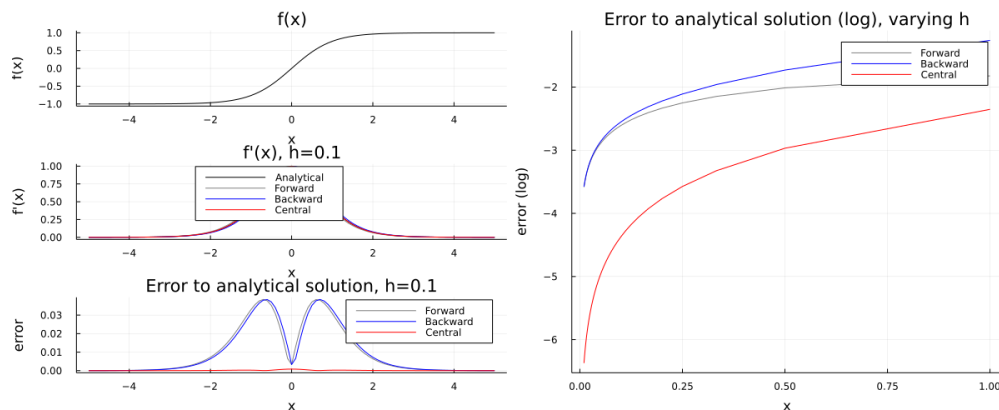 f(x)
f(x)
1.0
0.5
0.0
−0.5
−1.0
−4
−2
0
2
4
x
f'(x), h=0.1
f'(x)
1.00
0.75
0.50
0.25
0.00
Analytical
Forward
Backward
Central
−4
−2
0
2
4
x
Error to analytical solution, h=0.1
error
0.03
0.02
0.01
0.00
Forward
Backward
Central
−4
−2
0
2
4
x
Error to analytical solution (log), varying h
error (log)
−2
−3
−4
−5
−6
Forward
Backward
Central
0.00
0.25
0.50
0.75
1.00
x